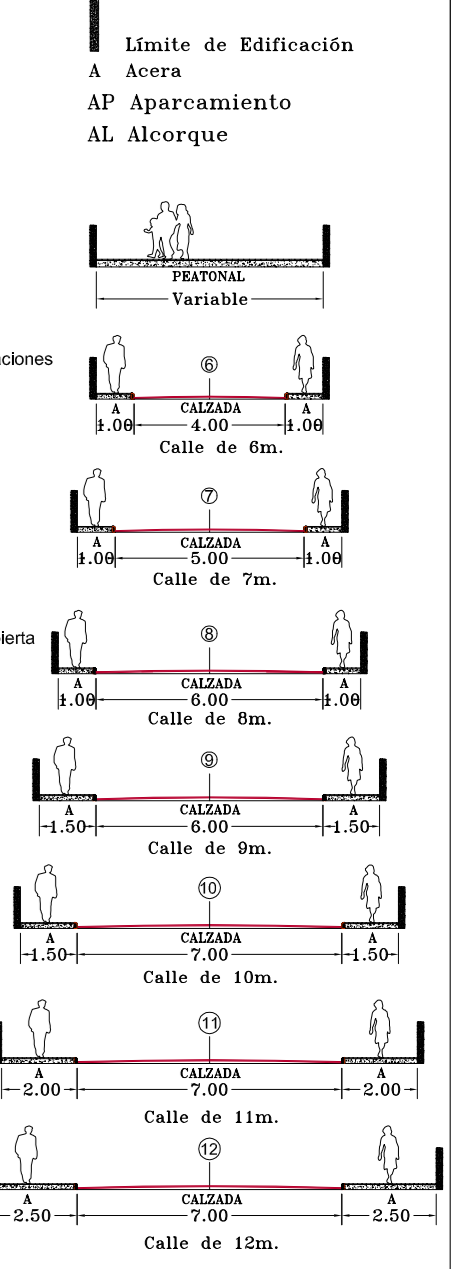 Límite de Edificación
A Acera
AP Aparcamiento
AL Alcorque
PEATONAL
Variable
aciones
6
A CALZADA A
1.00 4.00 1.00
Calle de 6m.
7
A CALZADA A
1.00 5.00 1.00
Calle de 7m.
bierta
8
A CALZADA A
1.00 6.00 1.00
Calle de 8m.
9
A CALZADA A
1.50 6.00 1.50
Calle de 9m.
10
A CALZADA A
1.50 7.00 1.50
Calle de 10m.
11
A CALZADA A
2.00 7.00 2.00
Calle de 11m.
12
A CALZADA A
2.50 7.00 2.50
Calle de 12m.